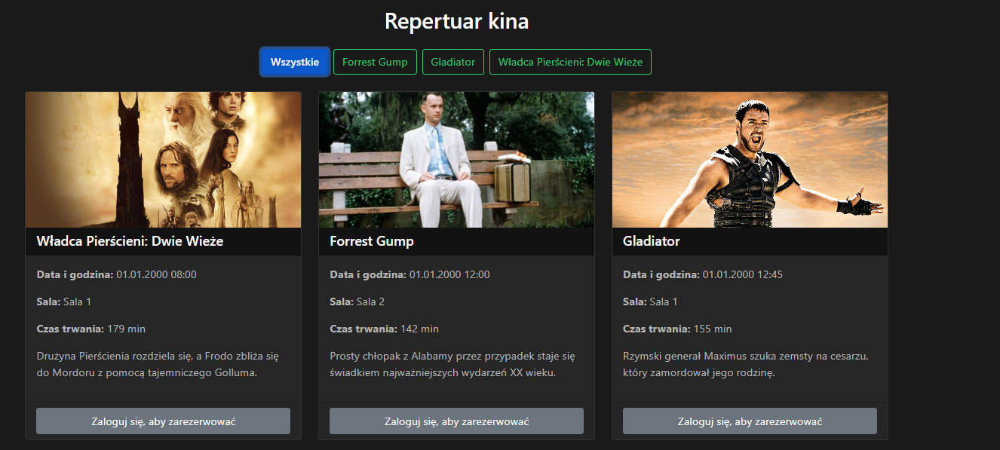 Repertuar kina
Wszystkie
Forrest Gump
Gladiator
Władca Pierścieni: Dwie Wieże
Władca Pierścieni: Dwie Wieże
Data i godzina: 01.01.2000 08:00
Sala: Sala 1
Czas trwania: 179 min
Drużyna Pierścienia rozdziela się, a Frodo zbliża się
do Mordoru z pomocą tajemniczego Golluma.
Zaloguj się, aby zarezerwować
Forrest Gump
Data i godzina: 01.01.2000 12:00
Sala: Sala 2
Czas trwania: 142 min
Prosty chłopak z Alabamy przez przypadek staje się
świadkiem najważniejszych wydarzeń XX wieku.
Zaloguj się, aby zarezerwować
Gladiator
Data i godzina: 01.01.2000 12:45
Sala: Sala 1
Czas trwania: 155 min
Rzymski generał Maximus szuka zemsty na cesarzu,
który zamordował jego rodzinę.
Zaloguj się, aby zarezerwować